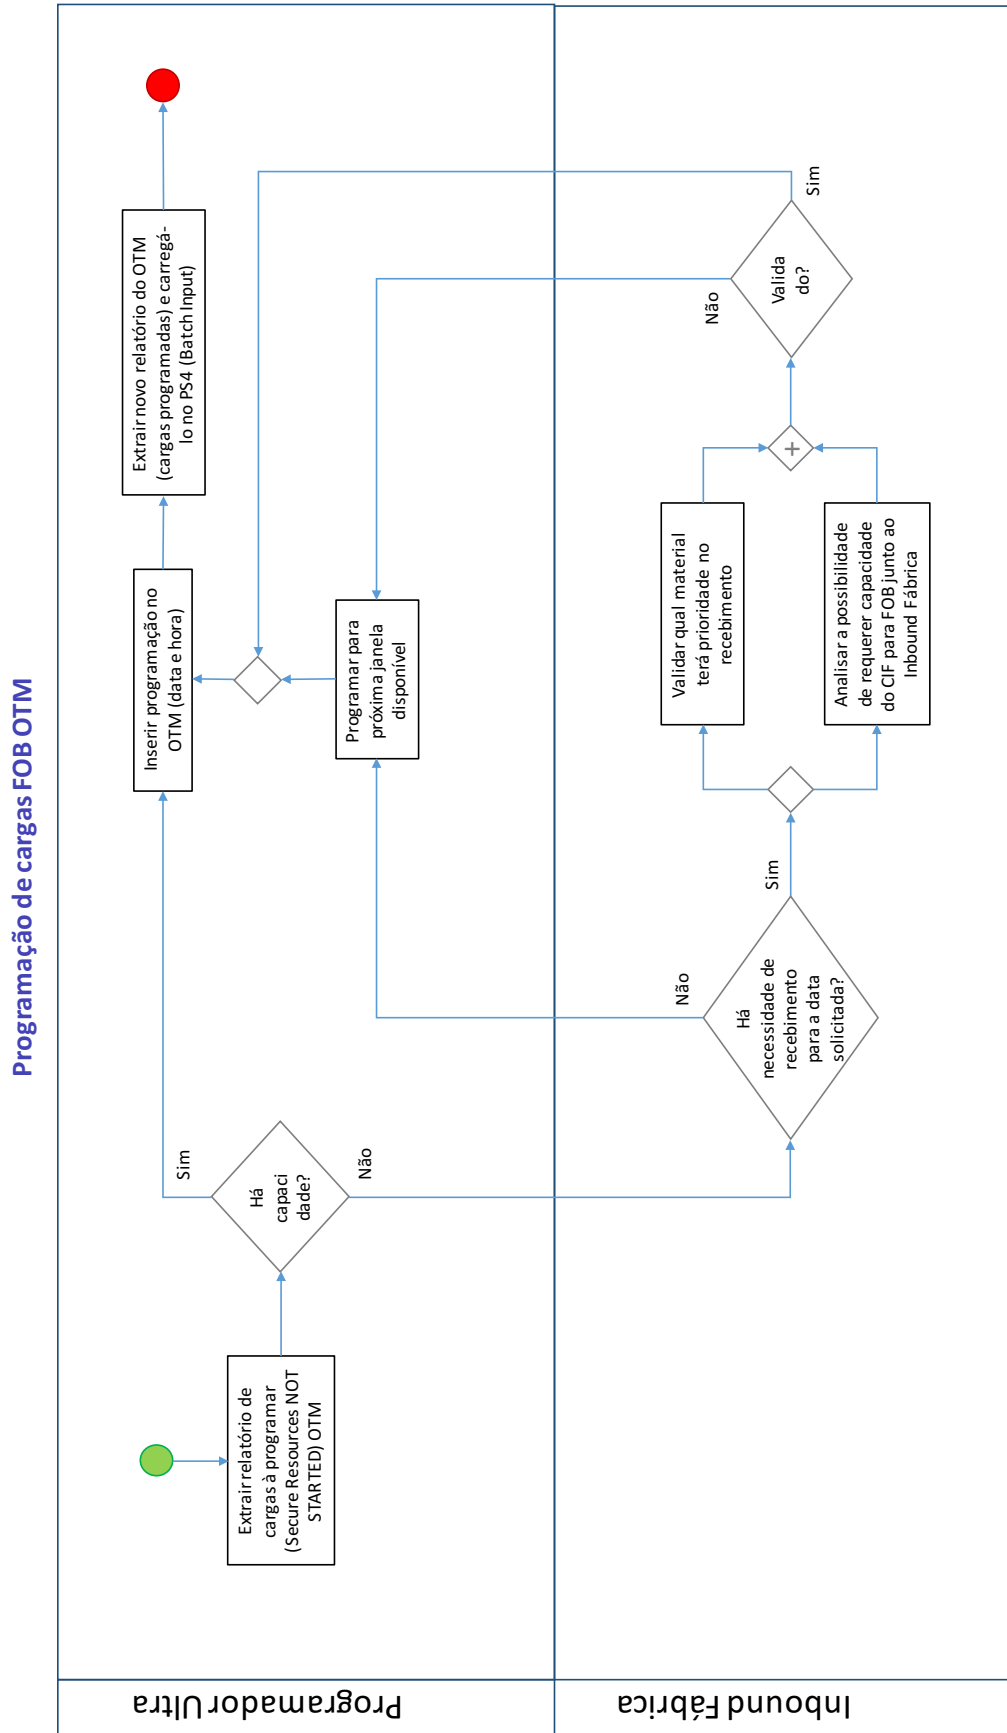 Programação de cargas FOB OTM
Programador Ultra
Extrair relatório de
cargas à programar
(Secure Resources NOT
STARTED) OTM
Há
capaci
dade?
Sim
Não
Inserir programação no
OTM (data e hora)
Extrair novo relatório do OTM
(cargas programadas) e carregá-
lo no PS4 (Batch Input)
Programar para
próxima janela
disponível
Inbound Fábrica
Há
necessidade de
recebimento
para a data
solicitada?
Não
Sim
Validar qual material
terá prioridade no
recebimento
Analisar a possibilidade
de requerer capacidade
do CIF para FOB junto ao
Inbound Fábrica
Valida
do?
Não
Sim